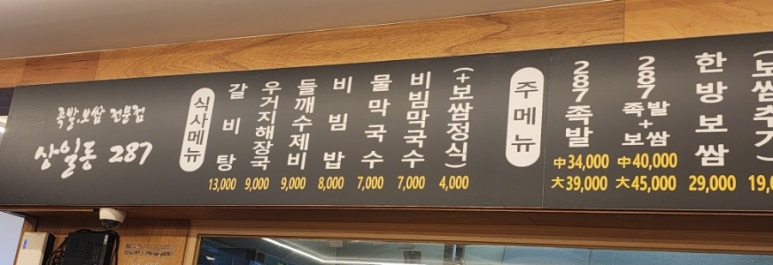 족발.보쌈 전문점
상일동 287
식사메뉴
갈비탕
13,000
우거지해장국
9,000
들깨수제비
9,000
비빔밥
8,000
물막국수
7,000
비빔막국수
7,000
(+보쌈정식)
4,000
주메뉴
287족발
中34,000
大39,000
287족발+보쌈
中40,000
大45,000
한방보쌈
29,000
(보쌈추가)